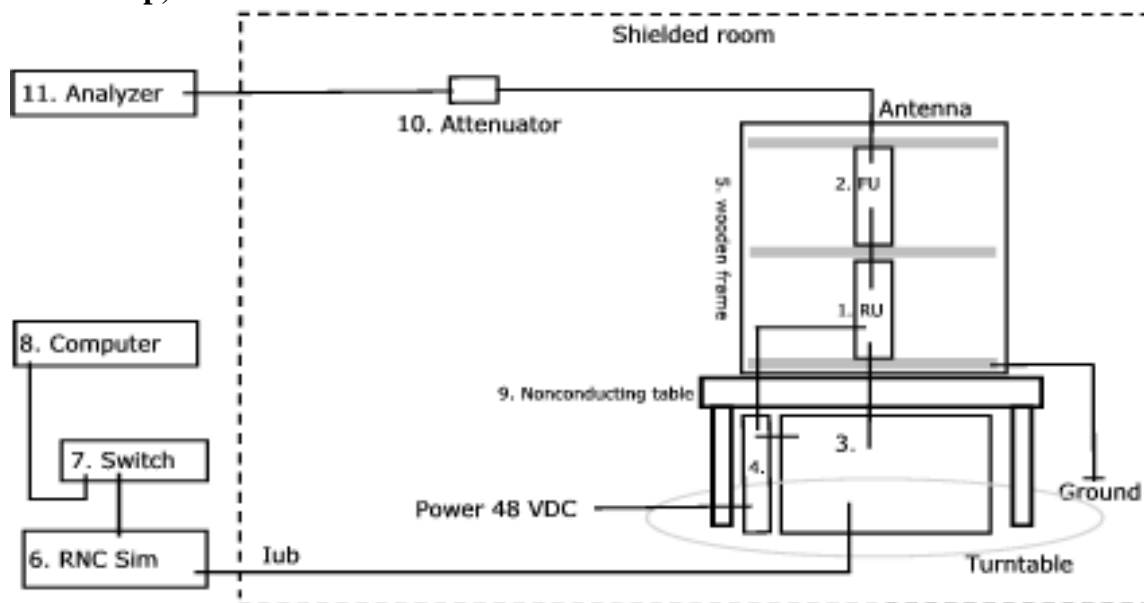 Shielded room
11. Analyzer
10. Attenuator
Antenna
2. FU
5. wooden frame
1. RU
8. Computer
9. Nonconducting table
7. Switch
3.
4.
Power 48 VDC
Ground
6. RNC Sim
Iub
Turntable